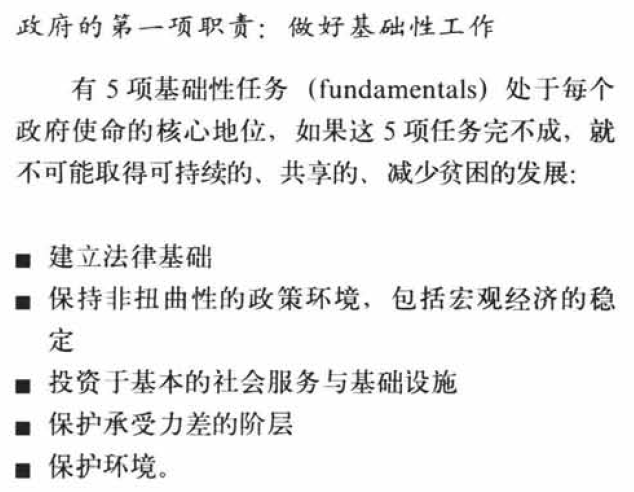 政府的第一项职责：做好基础性工作
有 5 项基础性任务（fundamentals）处于每个
政府使命的核心地位，如果这 5 项任务完不成，就
不可能取得可持续的、共享的、减少贫困的发展：
■ 建立法律基础
■ 保持非扭曲性的政策环境，包括宏观经济的稳
定
■ 投资于基本的社会服务与基础设施
■ 保护承受力差的阶层
■ 保护环境。